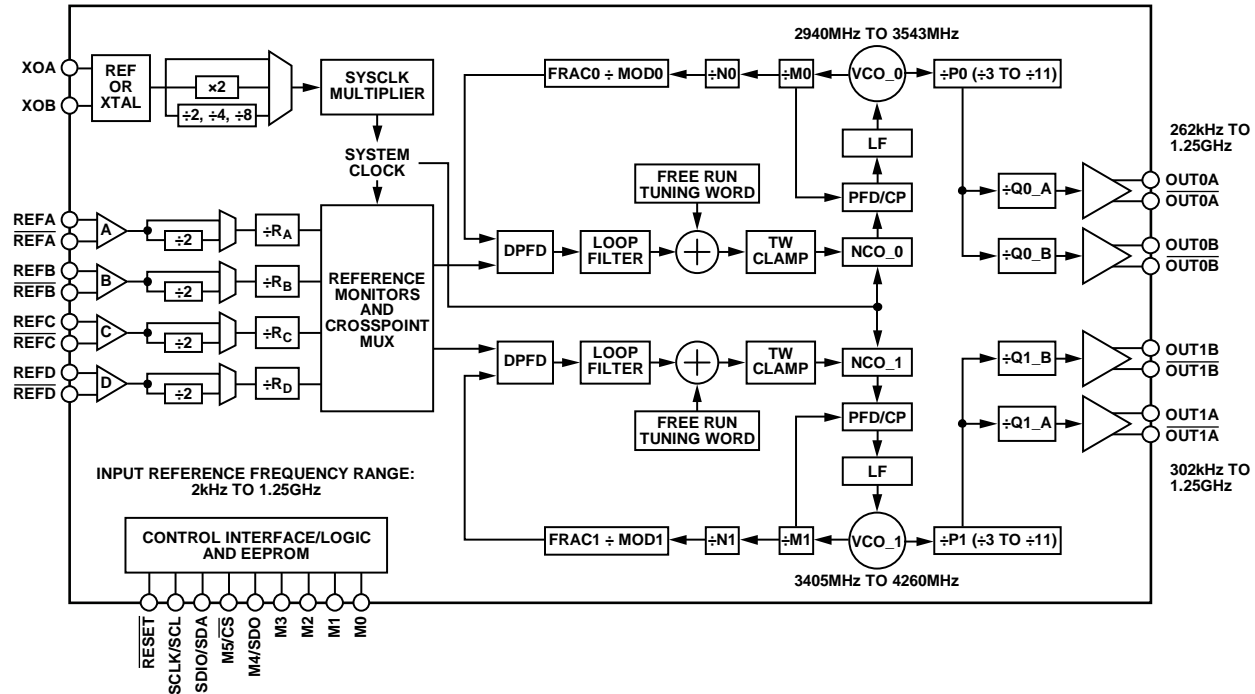 2940MHz TO 3543MHz
XOA
XOB
REF
OR
XTAL
×2
÷2, ÷4, ÷8
SYSCLK
MULTIPLIER
SYSTEM
CLOCK
FRAC0 ÷ MOD0
÷N0
÷M0
VCO_0
÷P0 (÷3 TO ÷11)
LF
PFD/CP
262kHz TO
1.25GHz
FREE RUN
TUNING WORD
÷Q0_A
OUT0A
OUT0A
REFA
REFA
A
÷2
÷RA
REFERENCE
MONITORS
AND
CROSSPOINT
MUX
DPFD
LOOP
FILTER
+
TW
CLAMP
NCO_0
÷Q0_B
OUT0B
OUT0B
REFB
REFB
B
÷2
÷RB
REFC
REFC
C
÷2
÷RC
REFD
REFD
D
÷2
÷RD
DPFD
LOOP
FILTER
+
TW
CLAMP
NCO_1
÷Q1_B
OUT1B
OUT1B
FREE RUN
TUNING WORD
PFD/CP
÷Q1_A
OUT1A
OUT1A
LF
302kHz TO
1.25GHz
INPUT REFERENCE FREQUENCY RANGE:
2kHz TO 1.25GHz
FRAC1 ÷ MOD1
÷N1
÷M1
VCO_1
÷P1 (÷3 TO ÷11)
3405MHz TO 4260MHz
CONTROL INTERFACE/LOGIC
AND EEPROM
RESET
SCLK/SCL
SDIO/SDA
M5/CS
M4/SDO
M3
M2
M1
M0